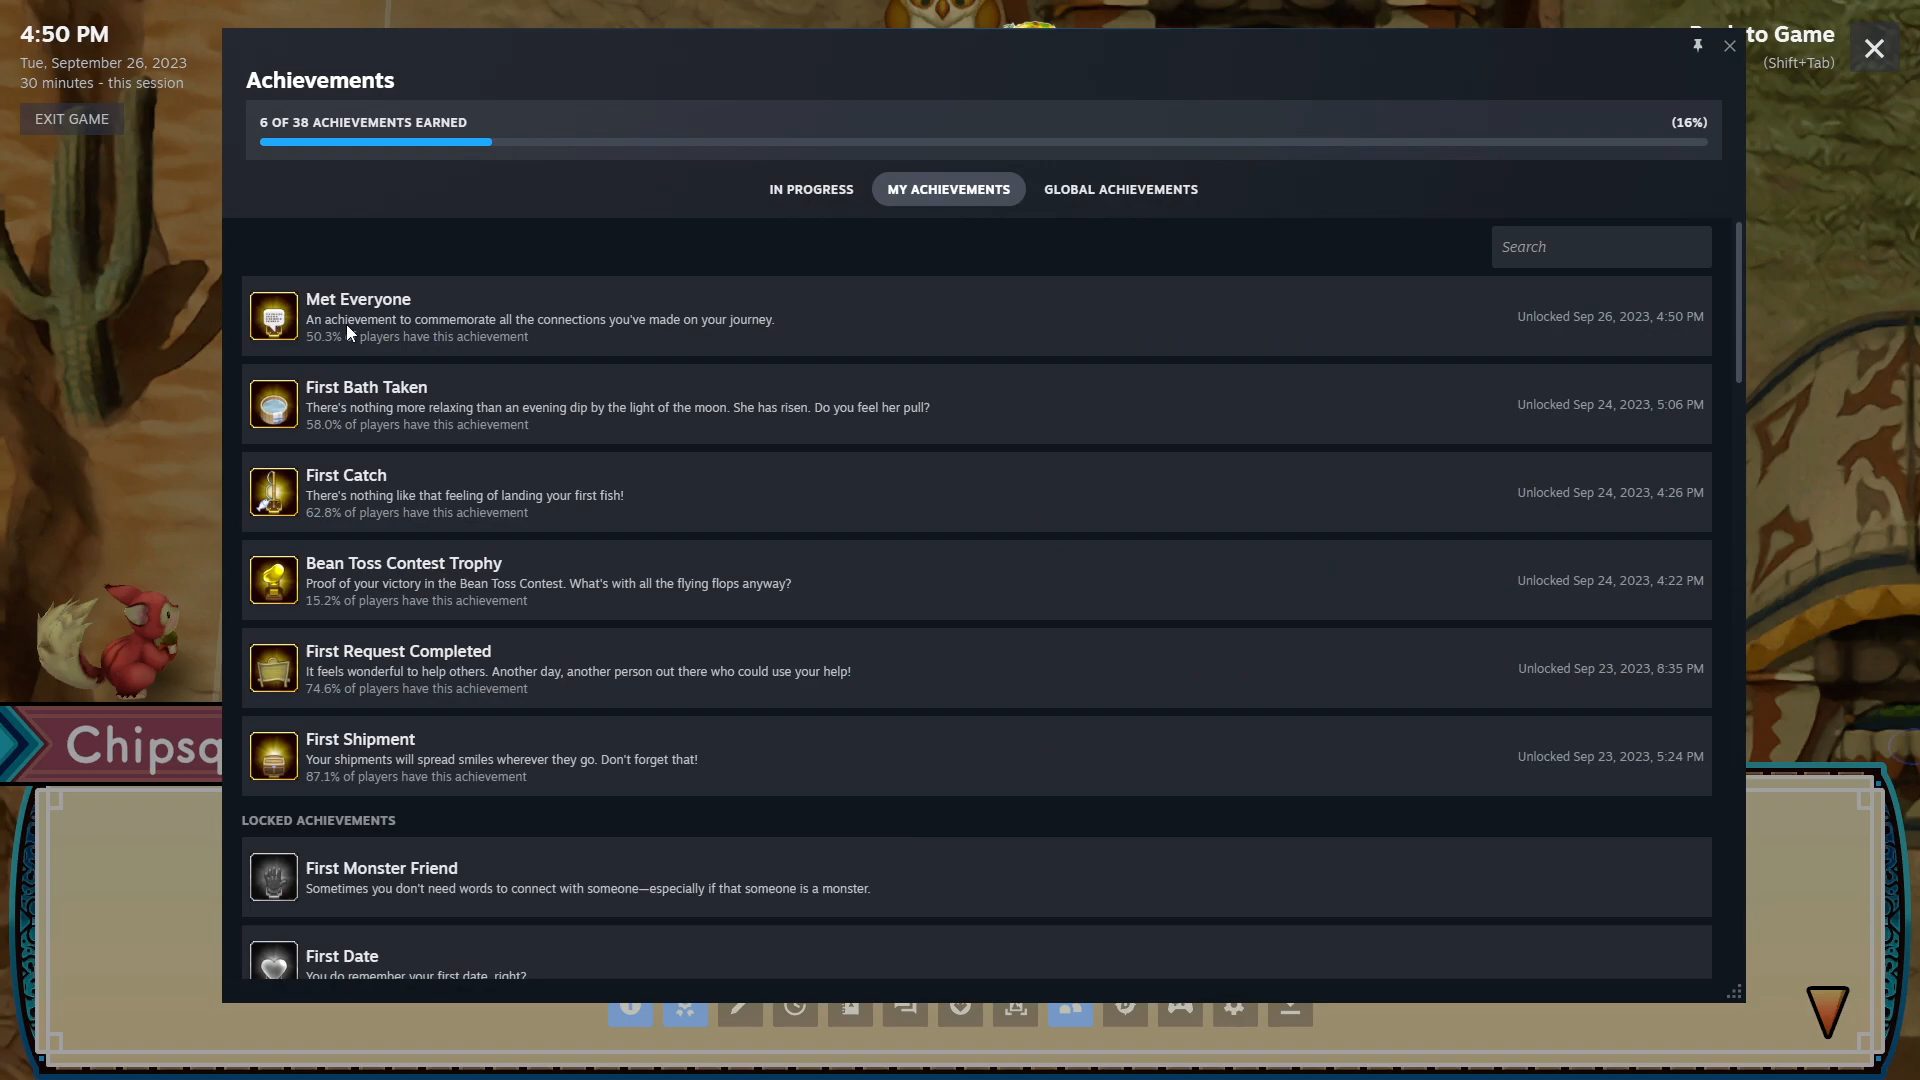 4:50 PM
Tue, September 26, 2023
30 minutes - this session
EXIT GAME
to Game
(Shift+Tab)
Achievements
6 OF 38 ACHIEVEMENTS EARNED
(16%)
IN PROGRESS
MY ACHIEVEMENTS
GLOBAL ACHIEVEMENTS
Search
Met Everyone
An achievement to commemorate all the connections you've made on your journey.
50.3% players have this achievement
Unlocked Sep 26, 2023, 4:50 PM
First Bath Taken
There's nothing more relaxing than an evening dip by the light of the moon. She has risen. Do you feel her pull?
58.0% of players have this achievement
Unlocked Sep 24, 2023, 5:06 PM
First Catch
There's nothing like that feeling of landing your first fish!
62.8% of players have this achievement
Unlocked Sep 24, 2023, 4:26 PM
Bean Toss Contest Trophy
Proof of your victory in the Bean Toss Contest. What's with all the flying flops anyway?
15.2% of players have this achievement
Unlocked Sep 24, 2023, 4:22 PM
First Request Completed
It feels wonderful to help others. Another day, another person out there who could use your help!
74.6% of players have this achievement
Unlocked Sep 23, 2023, 8:35 PM
First Shipment
Your shipments will spread smiles wherever they go. Don't forget that!
87.1% of players have this achievement
Unlocked Sep 23, 2023, 5:24 PM
Chipsq
LOCKED ACHIEVEMENTS
First Monster Friend
Sometimes you don't need words to connect with someone—especially if that someone is a monster.
First Date
You do remember your first date, right?